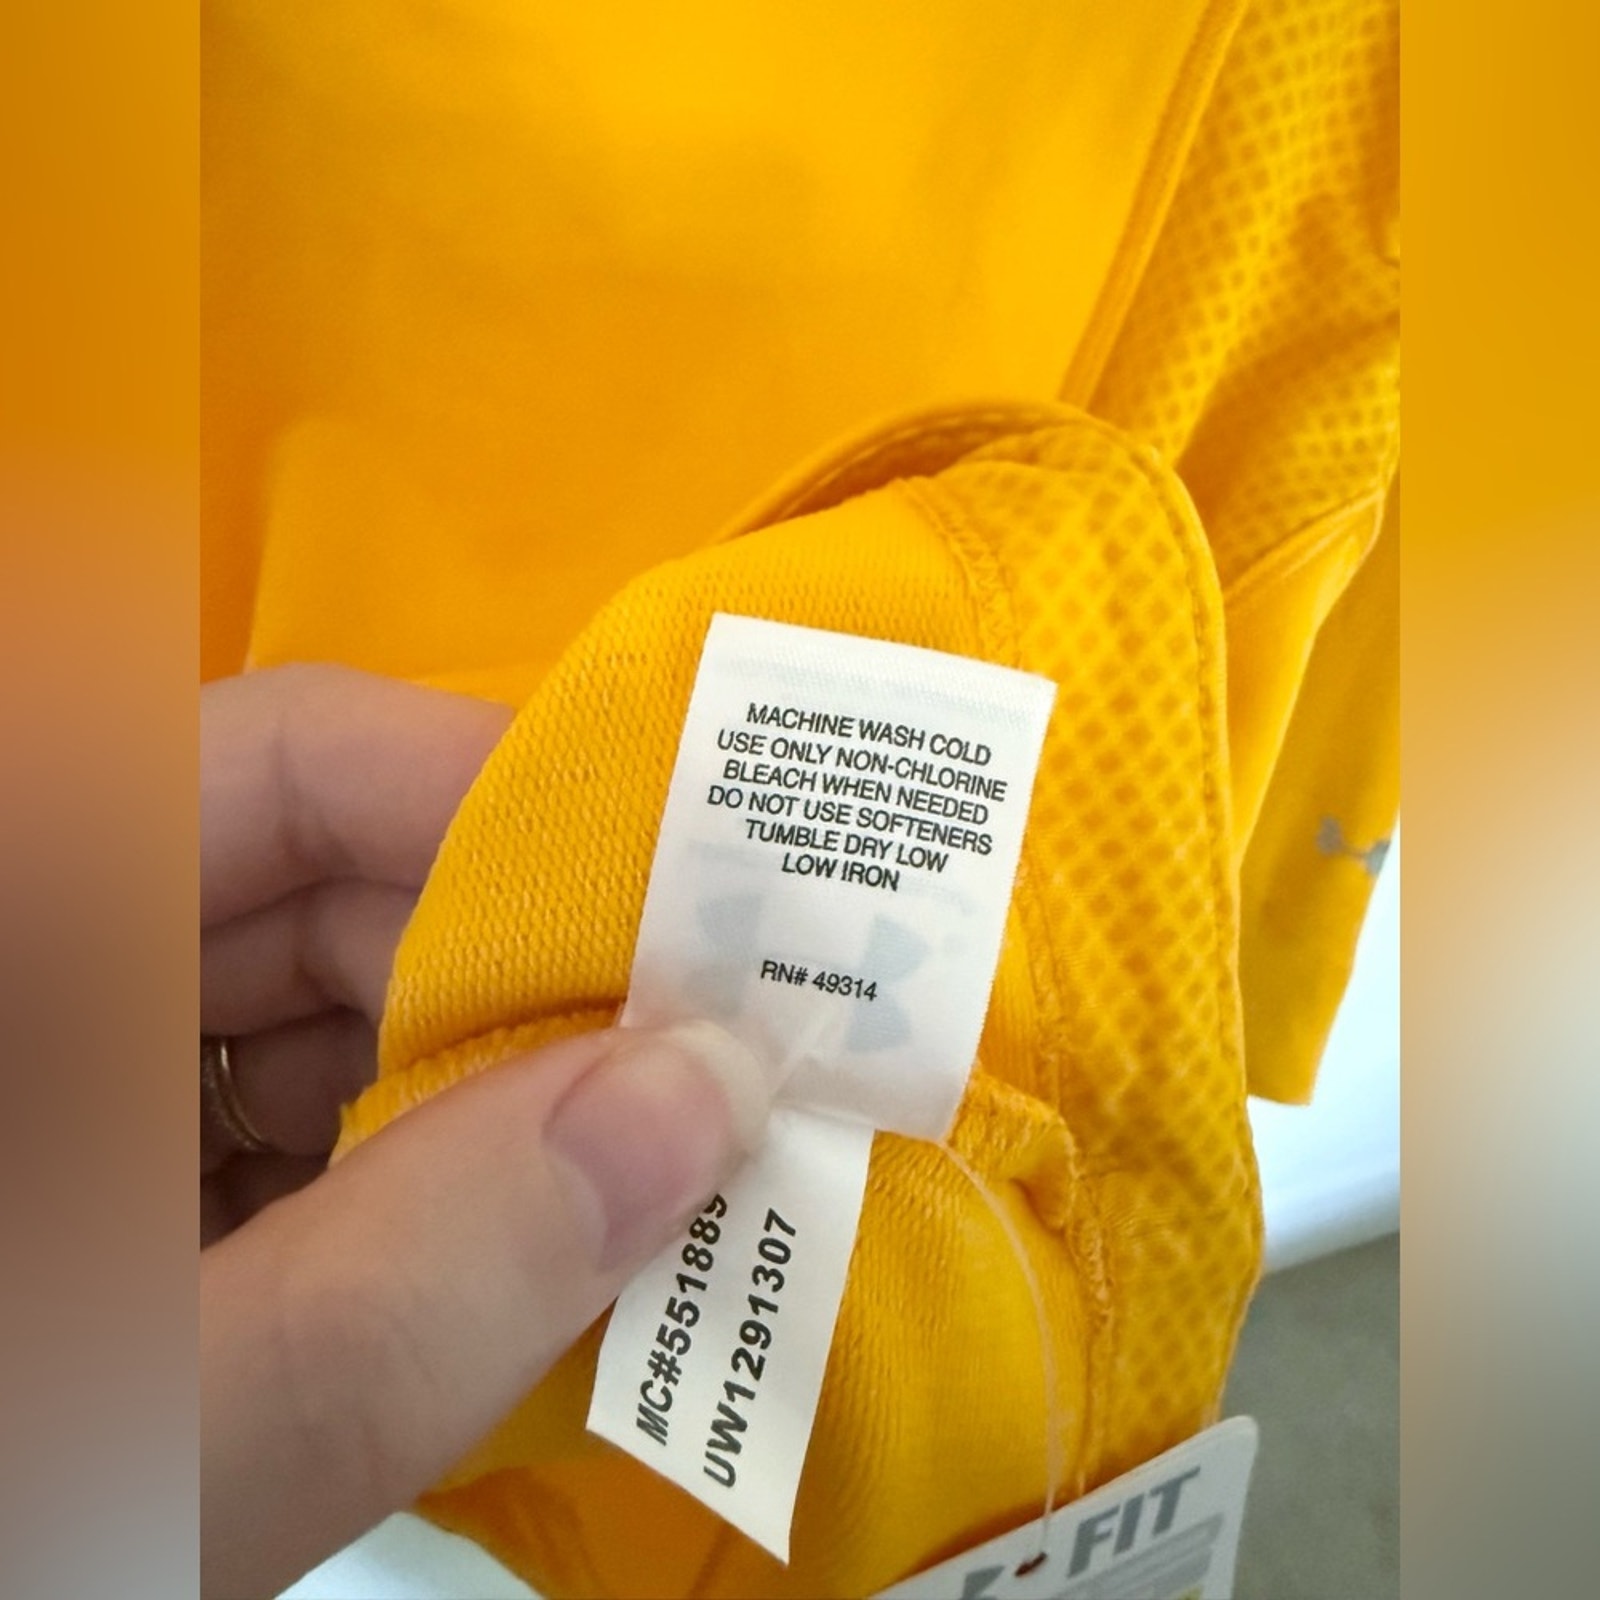 MACHINE WASH COLD
USE ONLY NON-CHLORINE
BLEACH WHEN NEEDED
DO NOT USE SOFTENERS
TUMBLE DRY LOW
LOW IRON
RN# 49314
MC#551889
UW1291307
FIT